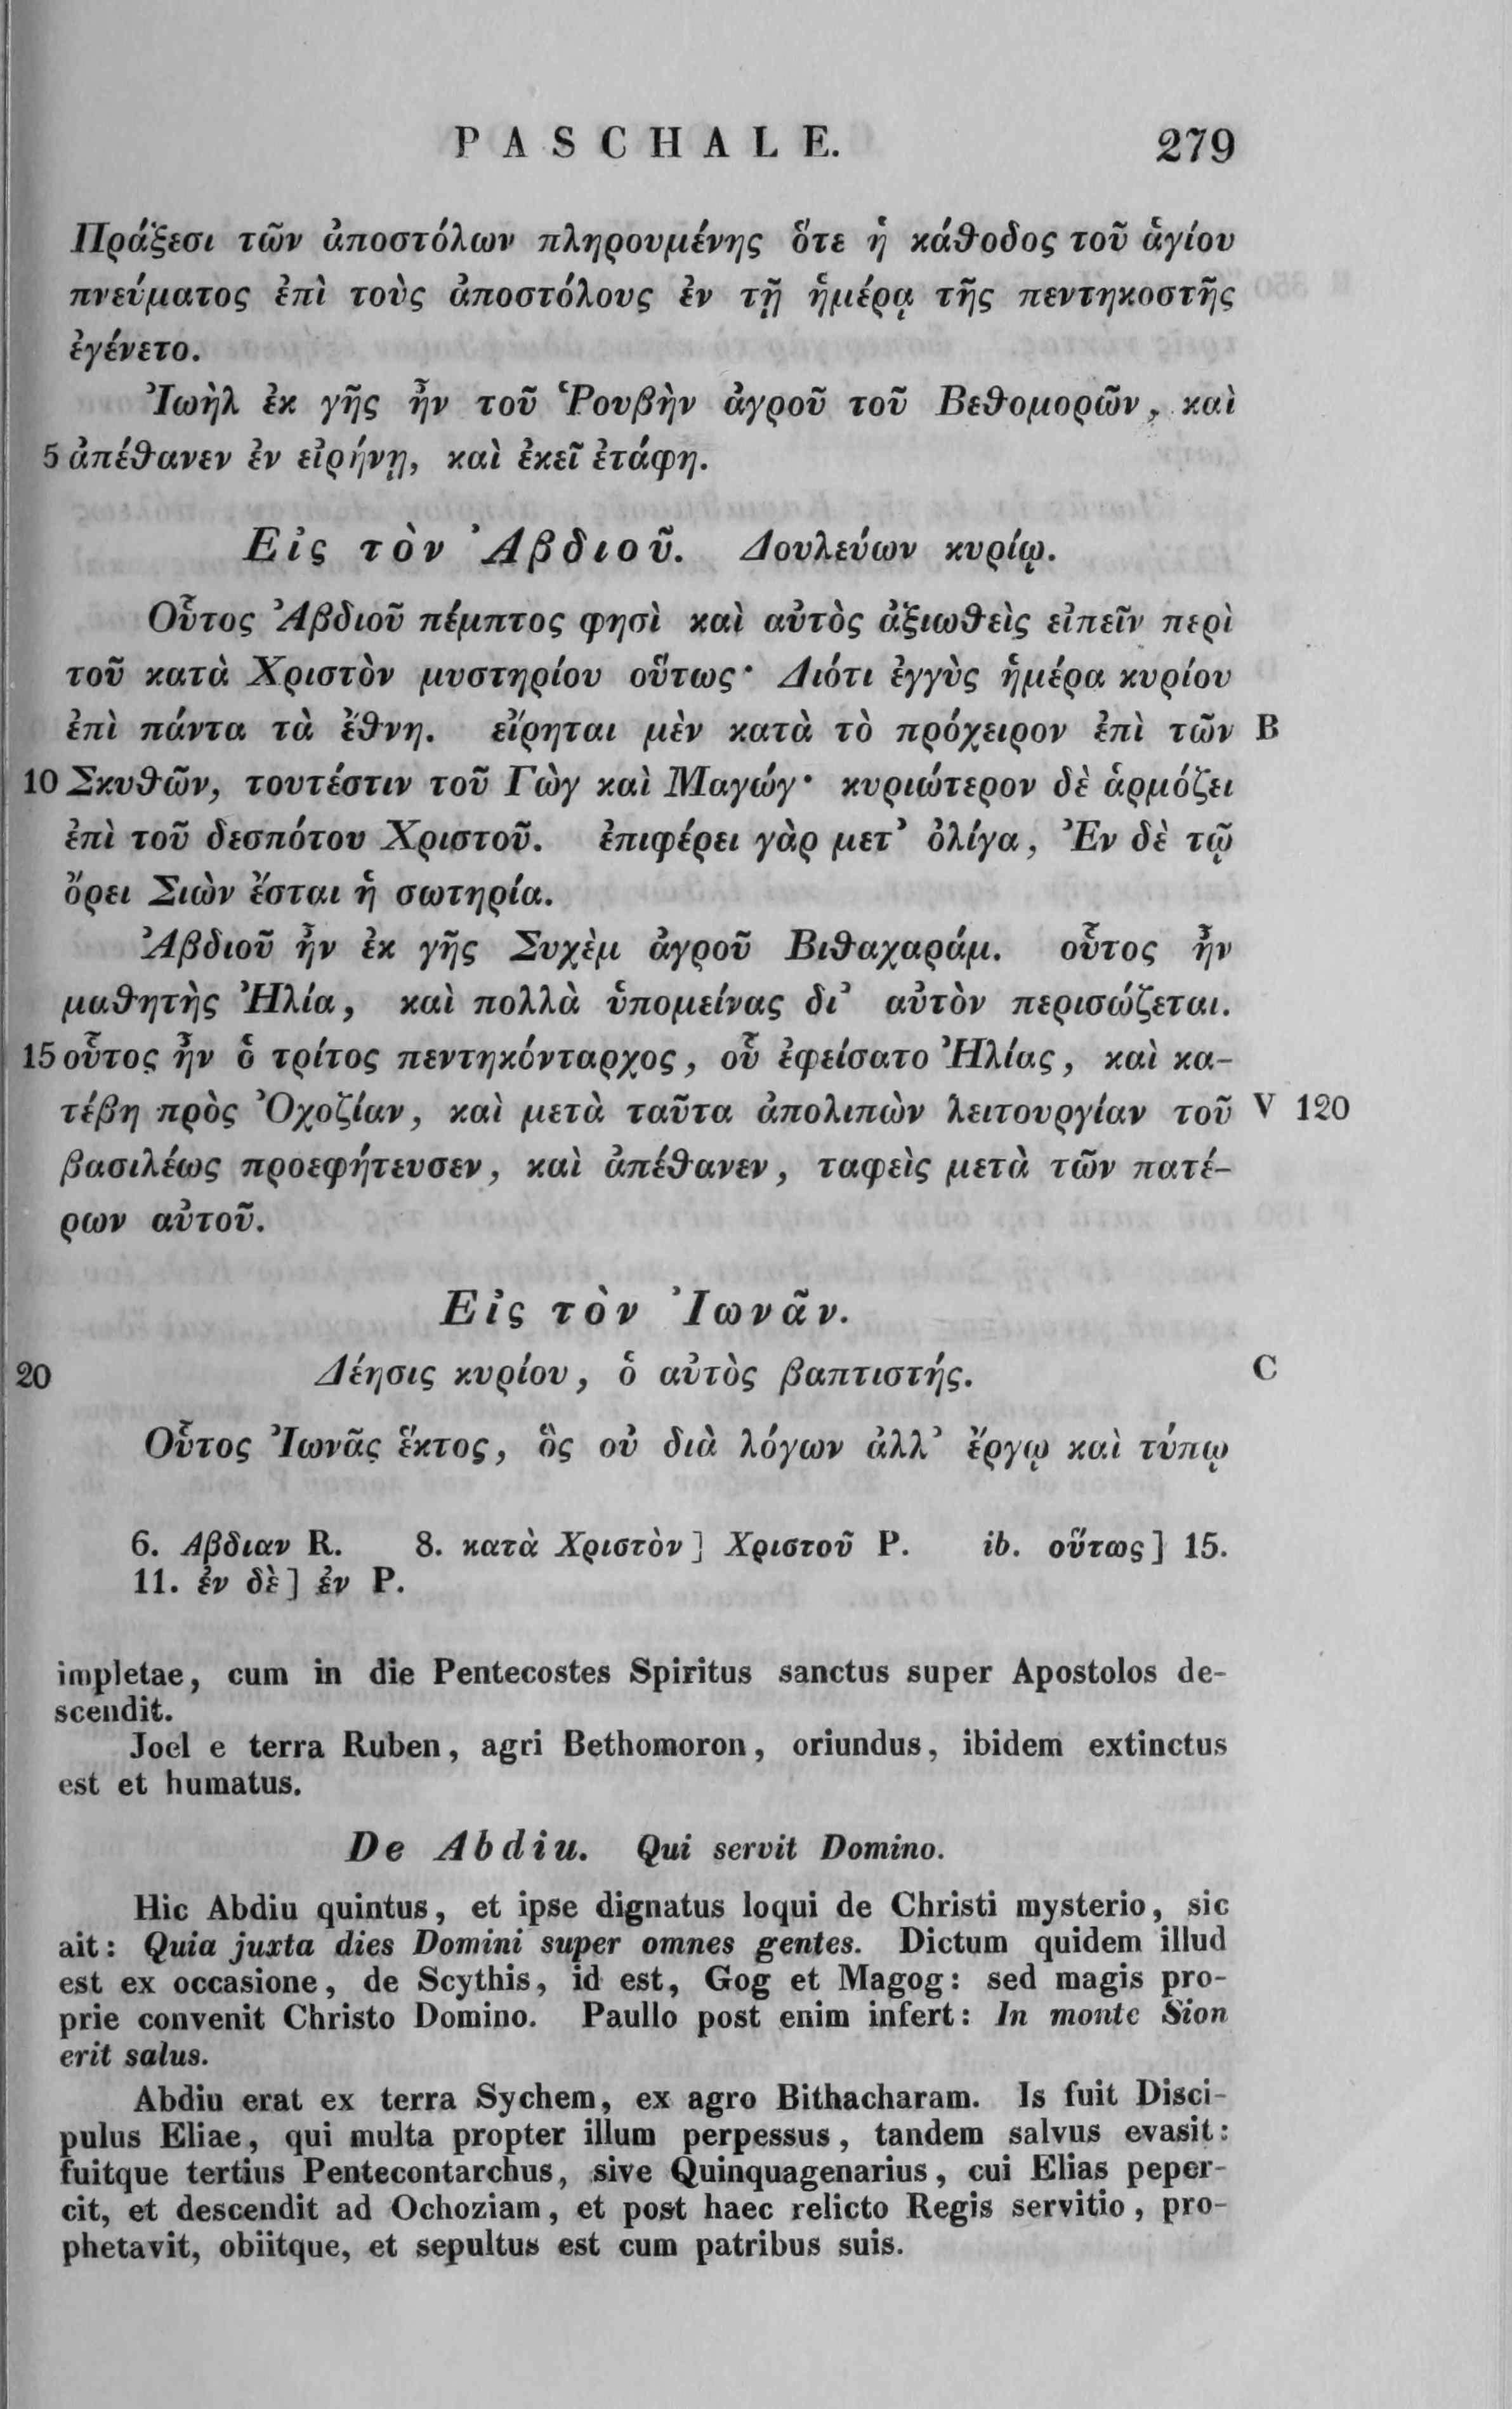 PASCHALE. 279
Πράξεσι τῶν ἀποστόλων πληρουμένης ὅτε ἡ κάθοδος τοῦ ἁγίου
πνεύματος ἐπὶ τοὺς ἀποστόλους ἐν τῇ ἡμέρᾳ τῆς πεντηκοστῆς
ἐγένετο.
Ἰωὴλ ἐκ γῆς ἦν τοῦ Ῥουβὴν ἀγροῦ τοῦ Βεθομορῶν, καὶ
5 ἀπέθανεν ἐν εἰρήνῃ, καὶ ἐκεῖ ἐτάφη.
Εἰς τὸν Ἀβδιοῦ. Δουλεύων κυρίῳ.
Οὗτος Ἀβδιοῦ πέμπτος φησὶ καὶ αὐτὸς ἀξιωθεὶς εἰπεῖν περὶ
τοῦ κατὰ Χριστὸν μυστηρίου οὕτως· Διότι ἐγγὺς ἡμέρα κυρίου
ἐπὶ πάντα τὰ ἔθνη. εἴρηται μὲν κατὰ τὸ πρόχειρον ἐπὶ τῶν B
10 Σκυθῶν, τουτέστιν τοῦ Γὼγ καὶ Μαγώγ· κυριώτερον δὲ ἁρμόζει
ἐπὶ τοῦ δεσπότου Χριστοῦ. ἐπιφέρει γὰρ μετ᾽ ὀλίγα, Ἐν δὲ τῷ
ὄρει Σιὼν ἔσται ἡ σωτηρία.
Ἀβδιοῦ ἦν ἐκ γῆς Συχὲμ ἀγροῦ Βιθαχαράμ. οὗτος ἦν
μαθητὴς Ἠλία, καὶ πολλὰ ὑπομείνας δι᾽ αὐτὸν περισώζεται.
15 οὗτος ἦν ὁ τρίτος πεντηκόνταρχος, οὗ ἐφείσατο Ἠλίας, καὶ κα-
τέβη πρὸς Ὀχοζίαν, καὶ μετὰ ταῦτα ἀπολιπὼν λειτουργίαν τοῦ V 120
βασιλέως προεφήτευσεν, καὶ ἀπέθανεν, ταφεὶς μετὰ τῶν πατέ-
ρων αὐτοῦ.
Εἰς τὸν Ἰωνᾶν.
20 Δέησις κυρίου, ὁ αὐτὸς βαπτιστής. C
Οὗτος Ἰωνᾶς ἕκτος, ὃς οὐ διὰ λόγων ἀλλ᾽ ἔργῳ καὶ τύπῳ
6. Αβδιαν R. 8. κατὰ Χριστὸν] Χριστοῦ P. ib. οὕτως] 15.
11. ἐν δὲ] ἐν P.
impletae, cum in die Pentecostes Spiritus sanctus super Apostolos de-
scendit.
Joel e terra Ruben, agri Bethomoron, oriundus, ibidem extinctus
est et humatus.
De Abdiu. Qui servit Domino.
Hic Abdiu quintus, et ipse dignatus loqui de Christi mysterio, sic
ait: Quia juxta dies Domini super omnes gentes. Dictum quidem illud
est ex occasione, de Scythis, id est, Gog et Magog: sed magis pro-
prie convenit Christo Domino. Paullo post enim infert: In monte Sion
erit salus.
Abdiu erat ex terra Sychem, ex agro Bithacharam. Is fuit Disci-
pulus Eliae, qui multa propter illum perpessus, tandem salvus evasit:
fuitque tertius Pentecontarchus, sive Quinquagenarius, cui Elias peper-
cit, et descendit ad Ochoziam, et post haec relicto Regis servitio, pro-
phetavit, obiitque, et sepultus est cum patribus suis.